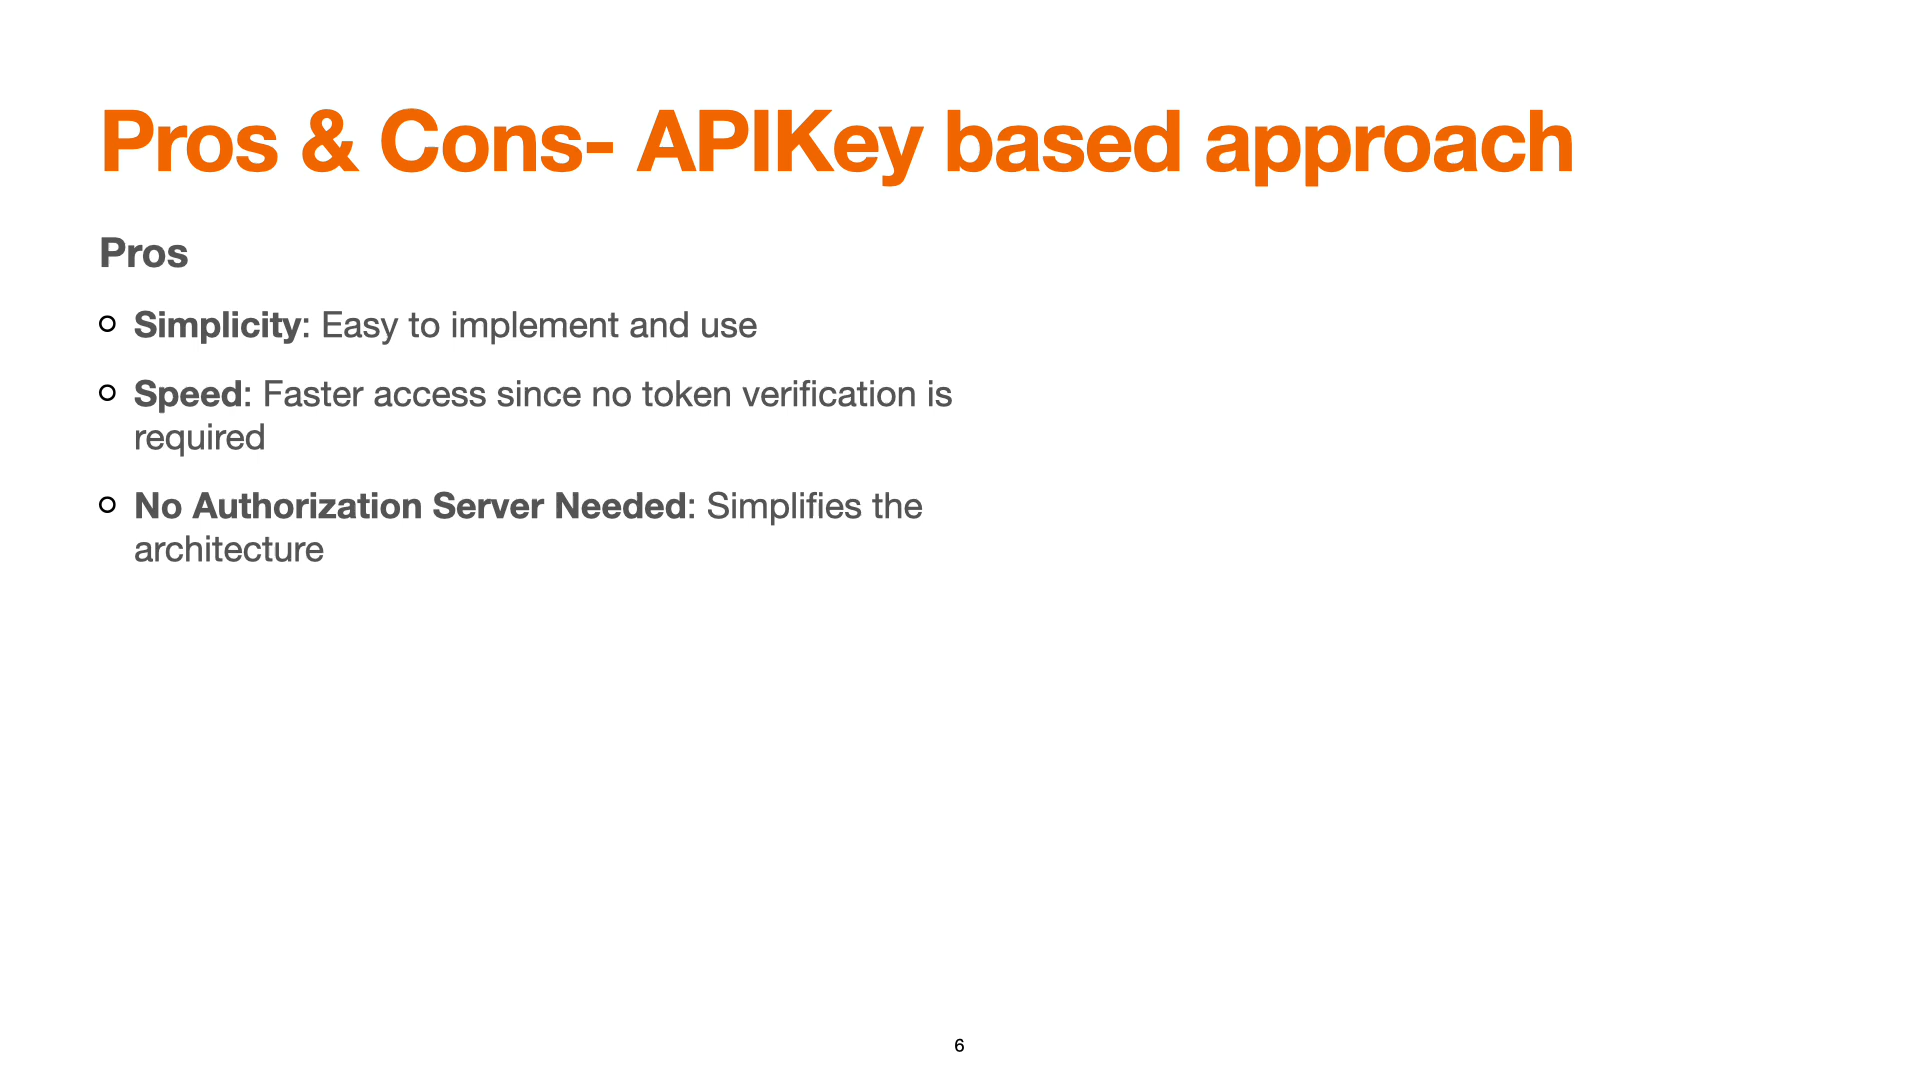 Pros & Cons- APIKey based approach
Pros
Simplicity: Easy to implement and use
Speed: Faster access since no token verification is
required
No Authorization Server Needed: Simplifies the
architecture
6